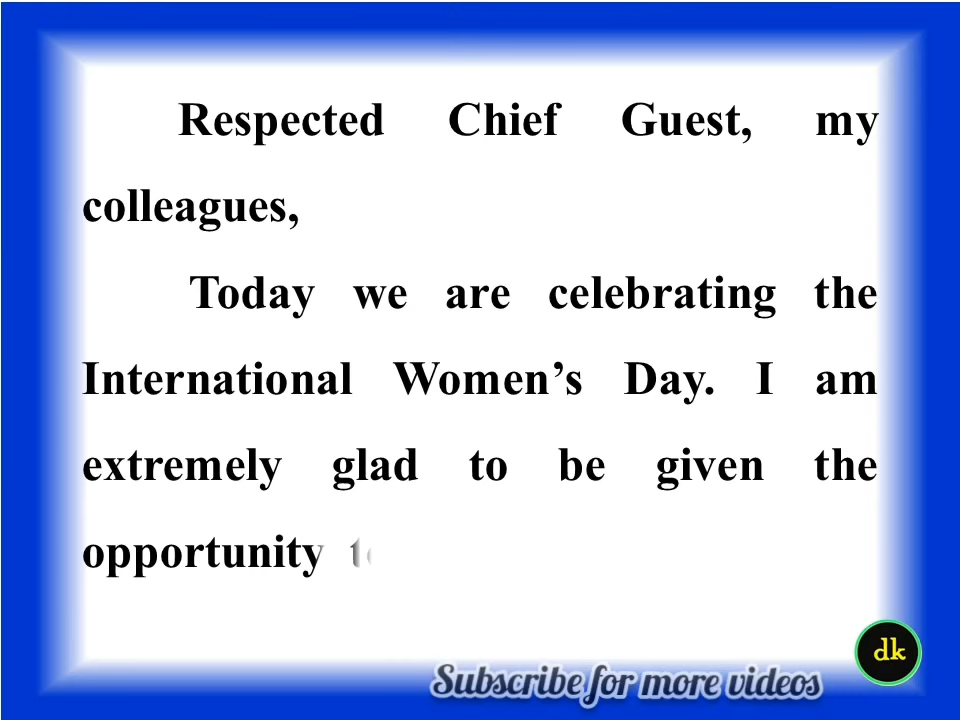 Respected Chief Guest, my
colleagues,
Today we are celebrating the
International Women’s Day. I am
extremely glad to be given the
opportunity
dk
Subscribe for more videos